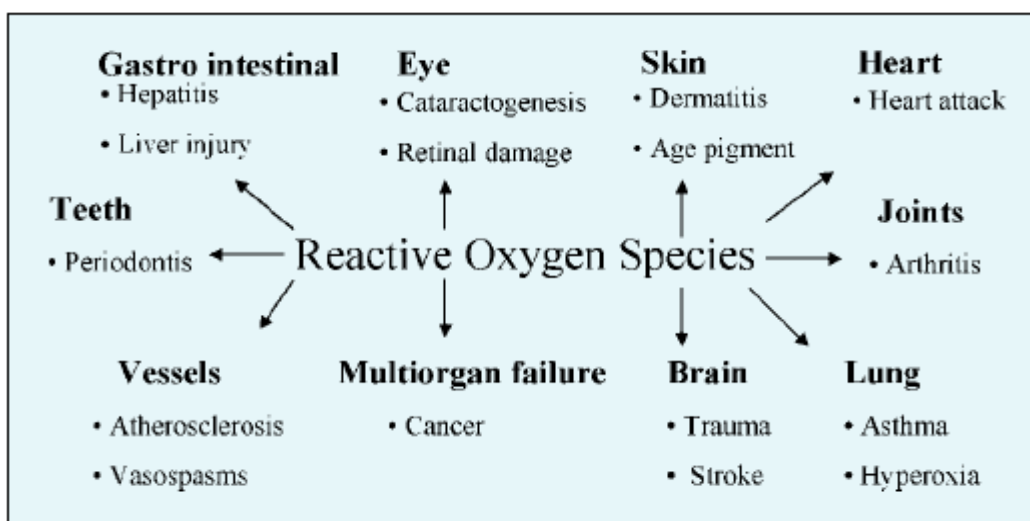 Gastro intestinal
• Hepatitis
• Liver injury
Eye
• Cataractogenesis
• Retinal damage
Skin
• Dermatitis
• Age pigment
Heart
• Heart attack
Teeth
• Periodontis
Reactive Oxygen Species
Joints
• Arthritis
Vessels
• Atherosclerosis
• Vasospasms
Multiorgan failure
• Cancer
Brain
• Trauma
• Stroke
Lung
• Asthma
• Hyperoxia